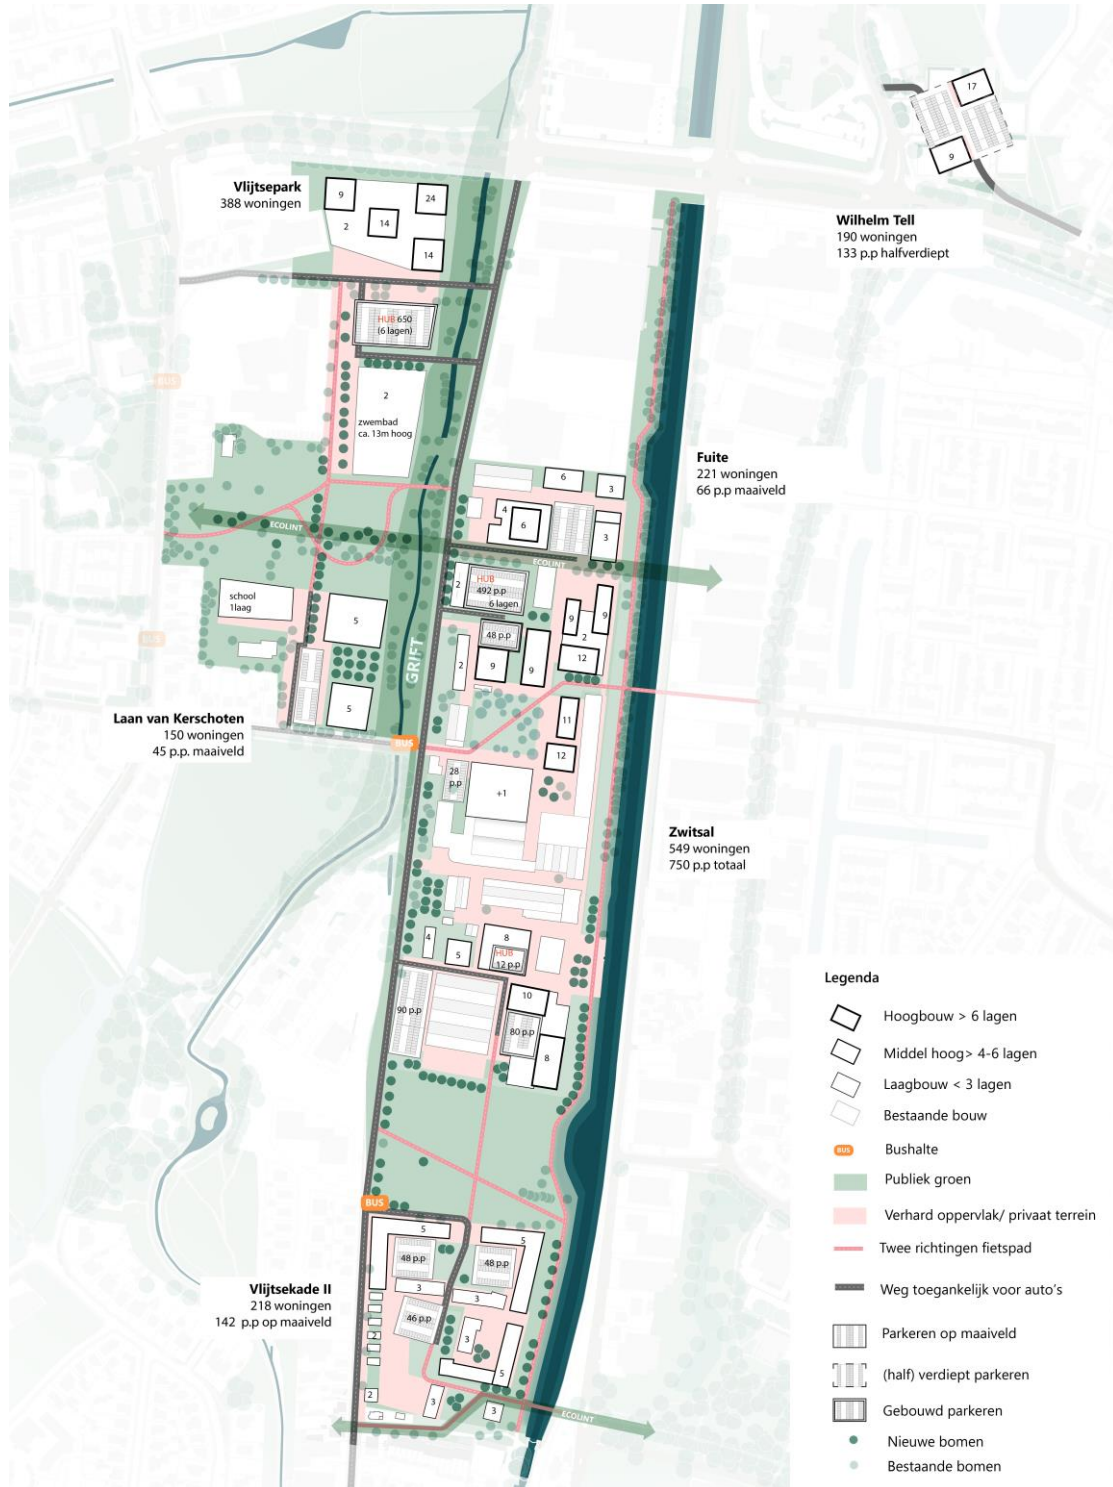 17
9
Vlijtsepark
388 woningen
9
24
14
2
14
Wilhelm Tell
190 woningen
133 p.p halfverdiept
HUB 650
(6 lagen)
BUS
2
zwembad
ca. 13m hoog
Fuite
221 woningen
66 p.p maaiveld
6
3
4
6
3
ECOLINT
ECOLINT
HUB
2
492 p.p
6 lagen
school
1laag
5
9
9
2
48 p.p
BUS
GRIFT
2
9
9
12
5
11
Laan van Kerschoten
150 woningen
45 p.p. maaiveld
BUS
12
28
p.p
+1
Zwitsal
549 woningen
750 p.p totaal
4
8
5
HUB
12 p.p
10
90 p.p
80 p.p
8
Legenda
Hoogbouw > 6 lagen
Middel hoog> 4-6 lagen
Laagbouw < 3 lagen
Bestaande bouw
BUS Bushalte
Publiek groen
Verhard oppervlak/ privaat terrein
Twee richtingen fietspad
Weg toegankelijk voor auto's
Parkeren op maaiveld
(half) verdiept parkeren
Gebouwd parkeren
Nieuwe bomen
Bestaande bomen
BUS
5
5
48 p.p
48 p.p
Vlijtsekade II
218 woningen
142 p.p op maaiveld
3
3
46 p.p
2
3
5
2
3
3
ECOLINT